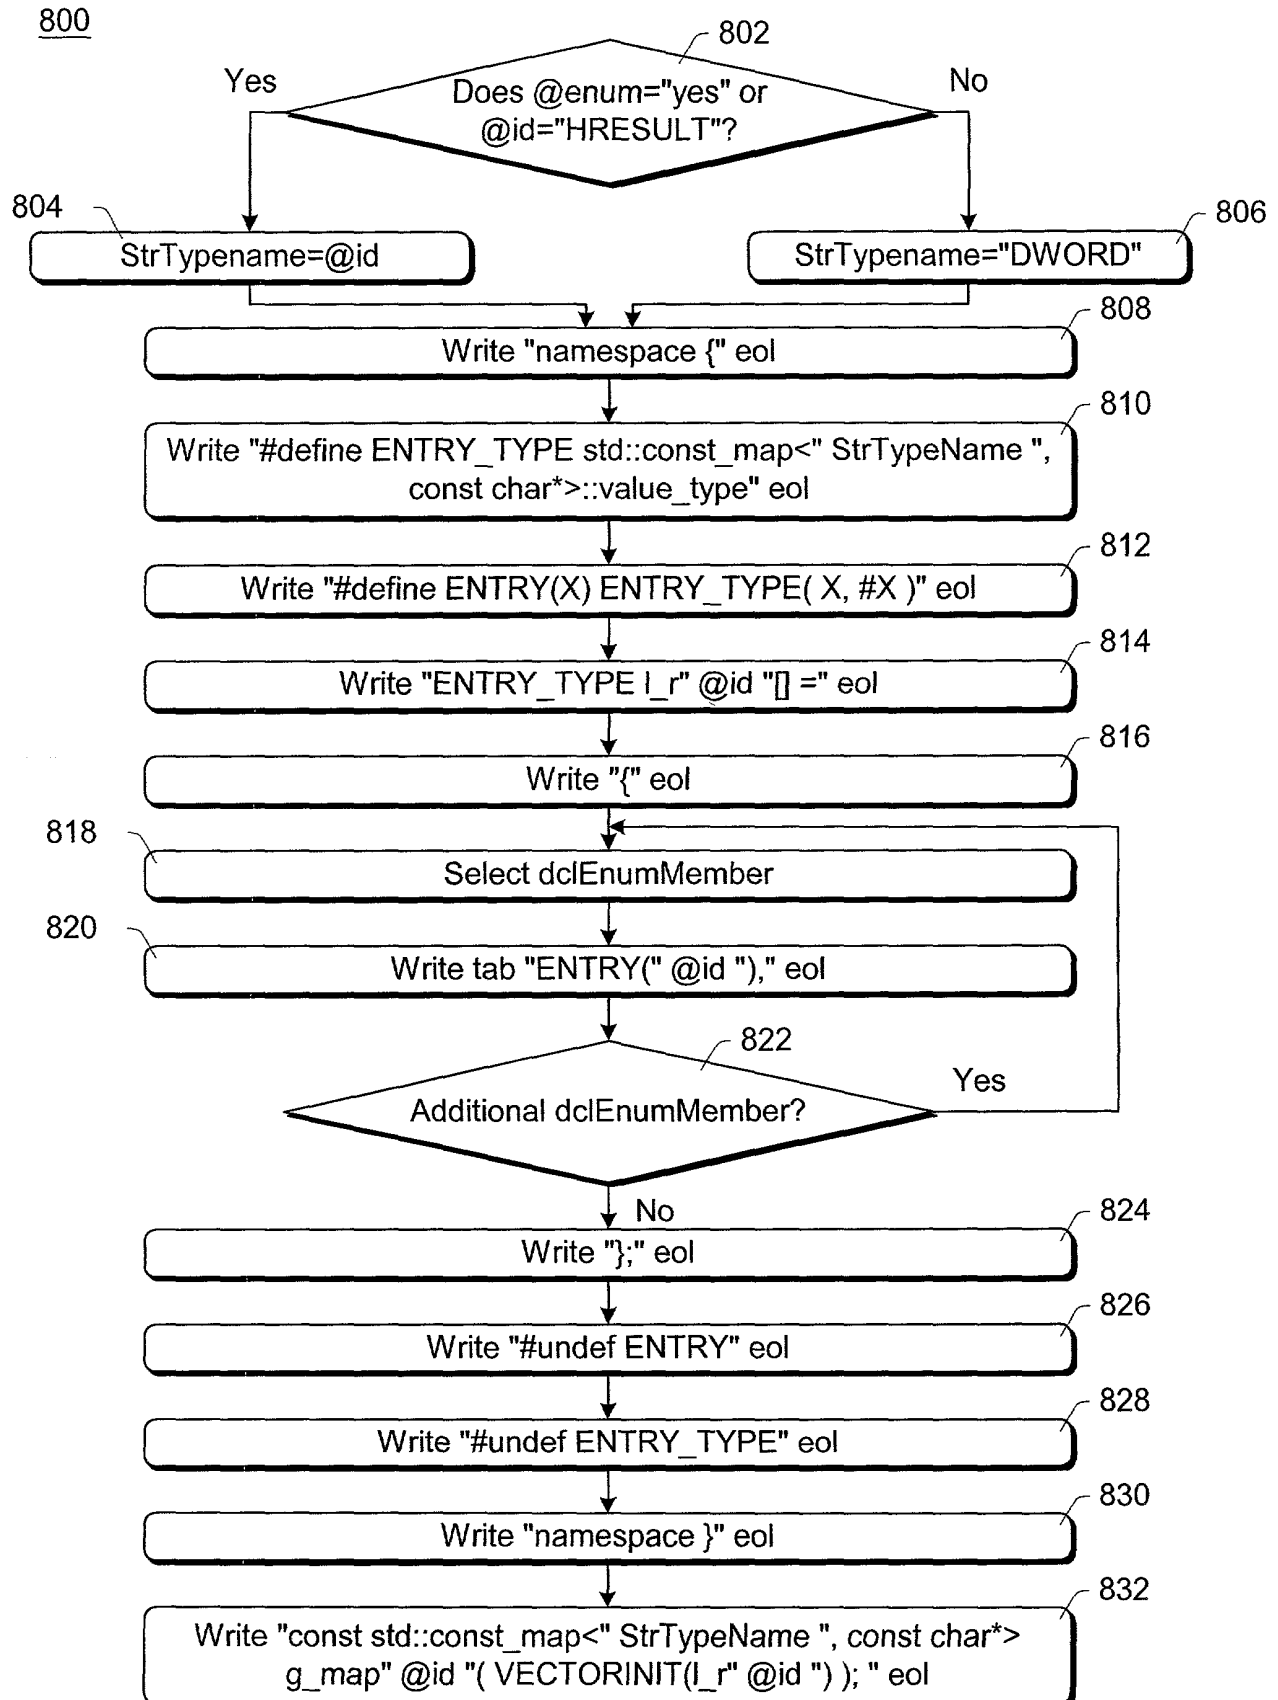 800
802
Yes
No
Does @enum="yes" or
@id="HRESULT"?
804
806
StrTypename=@id
StrTypename="DWORD"
808
Write "namespace {" eol
810
Write "#define ENTRY_TYPE std::const_map<" StrTypeName ",
const char*>::value_type" eol
812
Write "#define ENTRY(X) ENTRY_TYPE( X, #X )" eol
814
Write "ENTRY_TYPE l_r" @id "[] =" eol
816
Write "{" eol
818
Select dclEnumMember
820
Write tab "ENTRY(" @id ")," eol
822
Yes
Additional dclEnumMember?
No
824
Write "};" eol
826
Write "#undef ENTRY" eol
828
Write "#undef ENTRY_TYPE" eol
830
Write "namespace }" eol
832
Write "const std::const_map<" StrTypeName ", const char*>
g_map" @id "( VECTORINIT(l_r" @id ") ); " eol